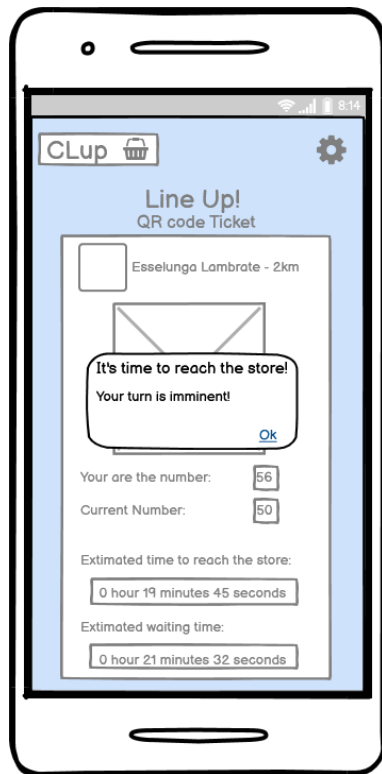 8:14
CLup
Line Up!
QR code Ticket
Esselunga Lambrate - 2km
It's time to reach the store!
Your turn is imminent!
Ok
Your are the number: 56
Current Number: 50
Extimated time to reach the store:
0 hour 19 minutes 45 seconds
Extimated waiting time:
0 hour 21 minutes 32 seconds